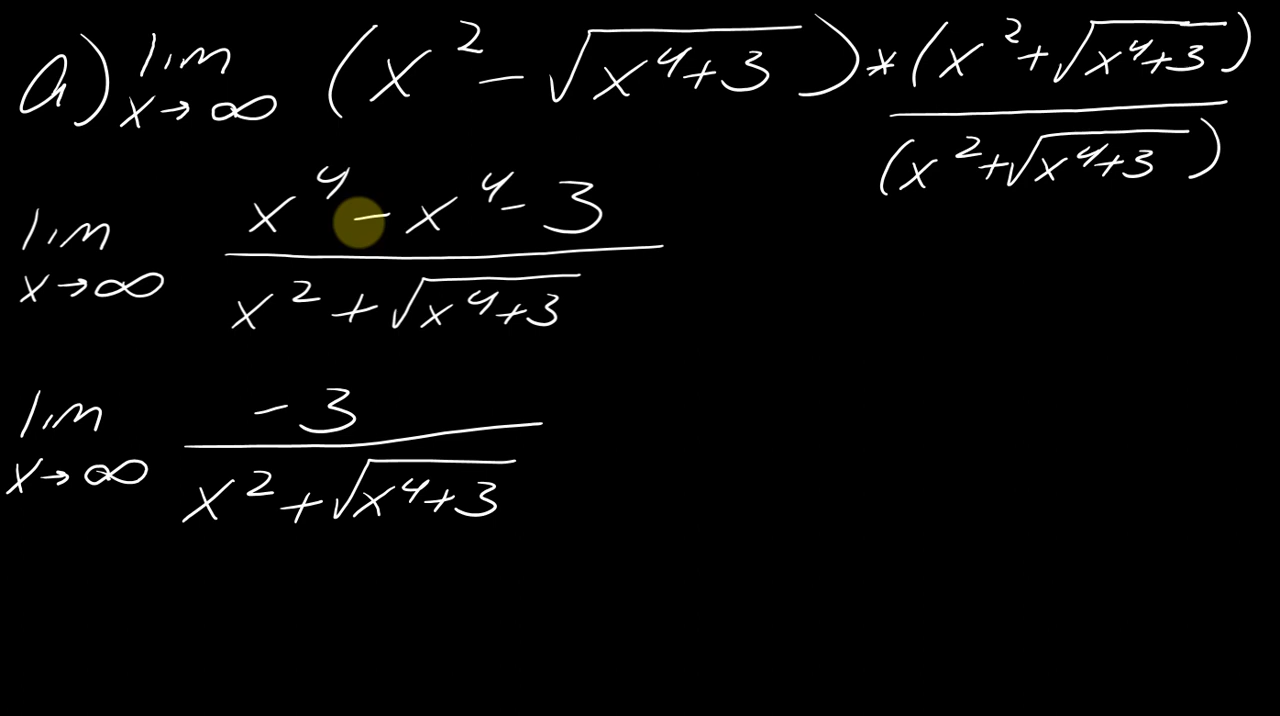 a) lim x→∞ (x² - √(x⁴+3)) * (x²+√(x⁴+3)) / (x²+√(x⁴+3))
lim x→∞ (x⁴ - x⁴ - 3) / (x² + √(x⁴+3))
lim x→∞ -3 / (x² + √(x⁴+3))